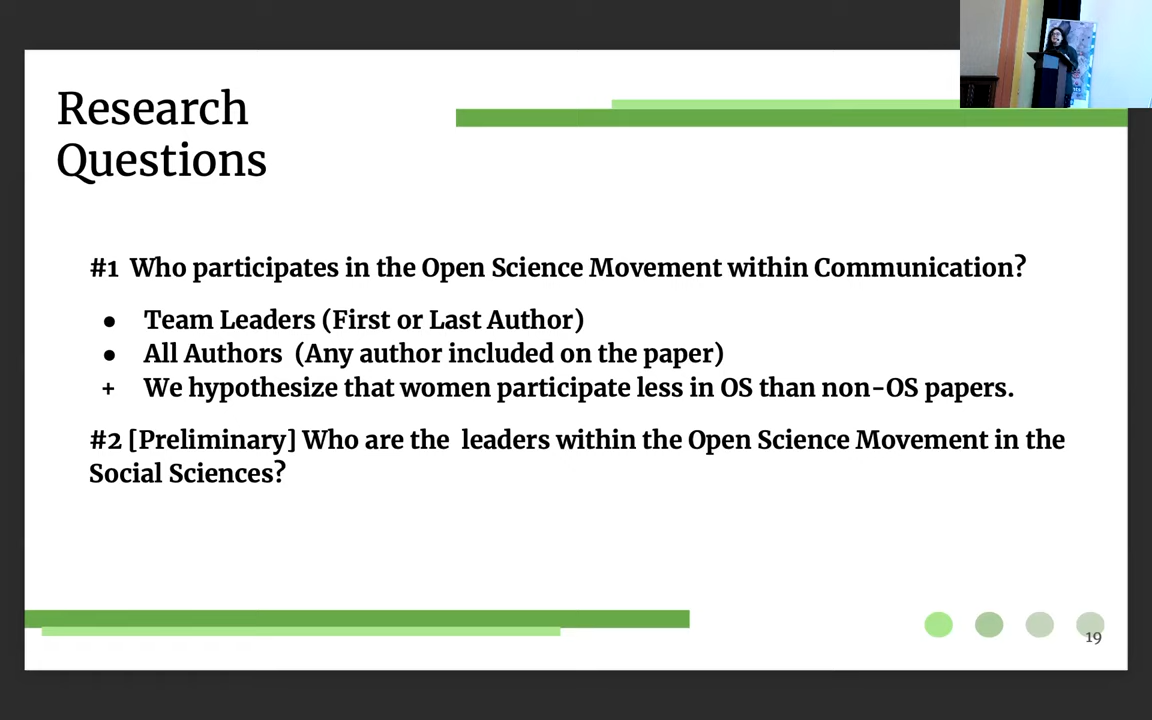 Research
Questions
#1 Who participates in the Open Science Movement within Communication?
● Team Leaders (First or Last Author)
● All Authors (Any author included on the paper)
+ We hypothesize that women participate less in OS than non-OS papers.
#2 [Preliminary] Who are the leaders within the Open Science Movement in the
Social Sciences?
19